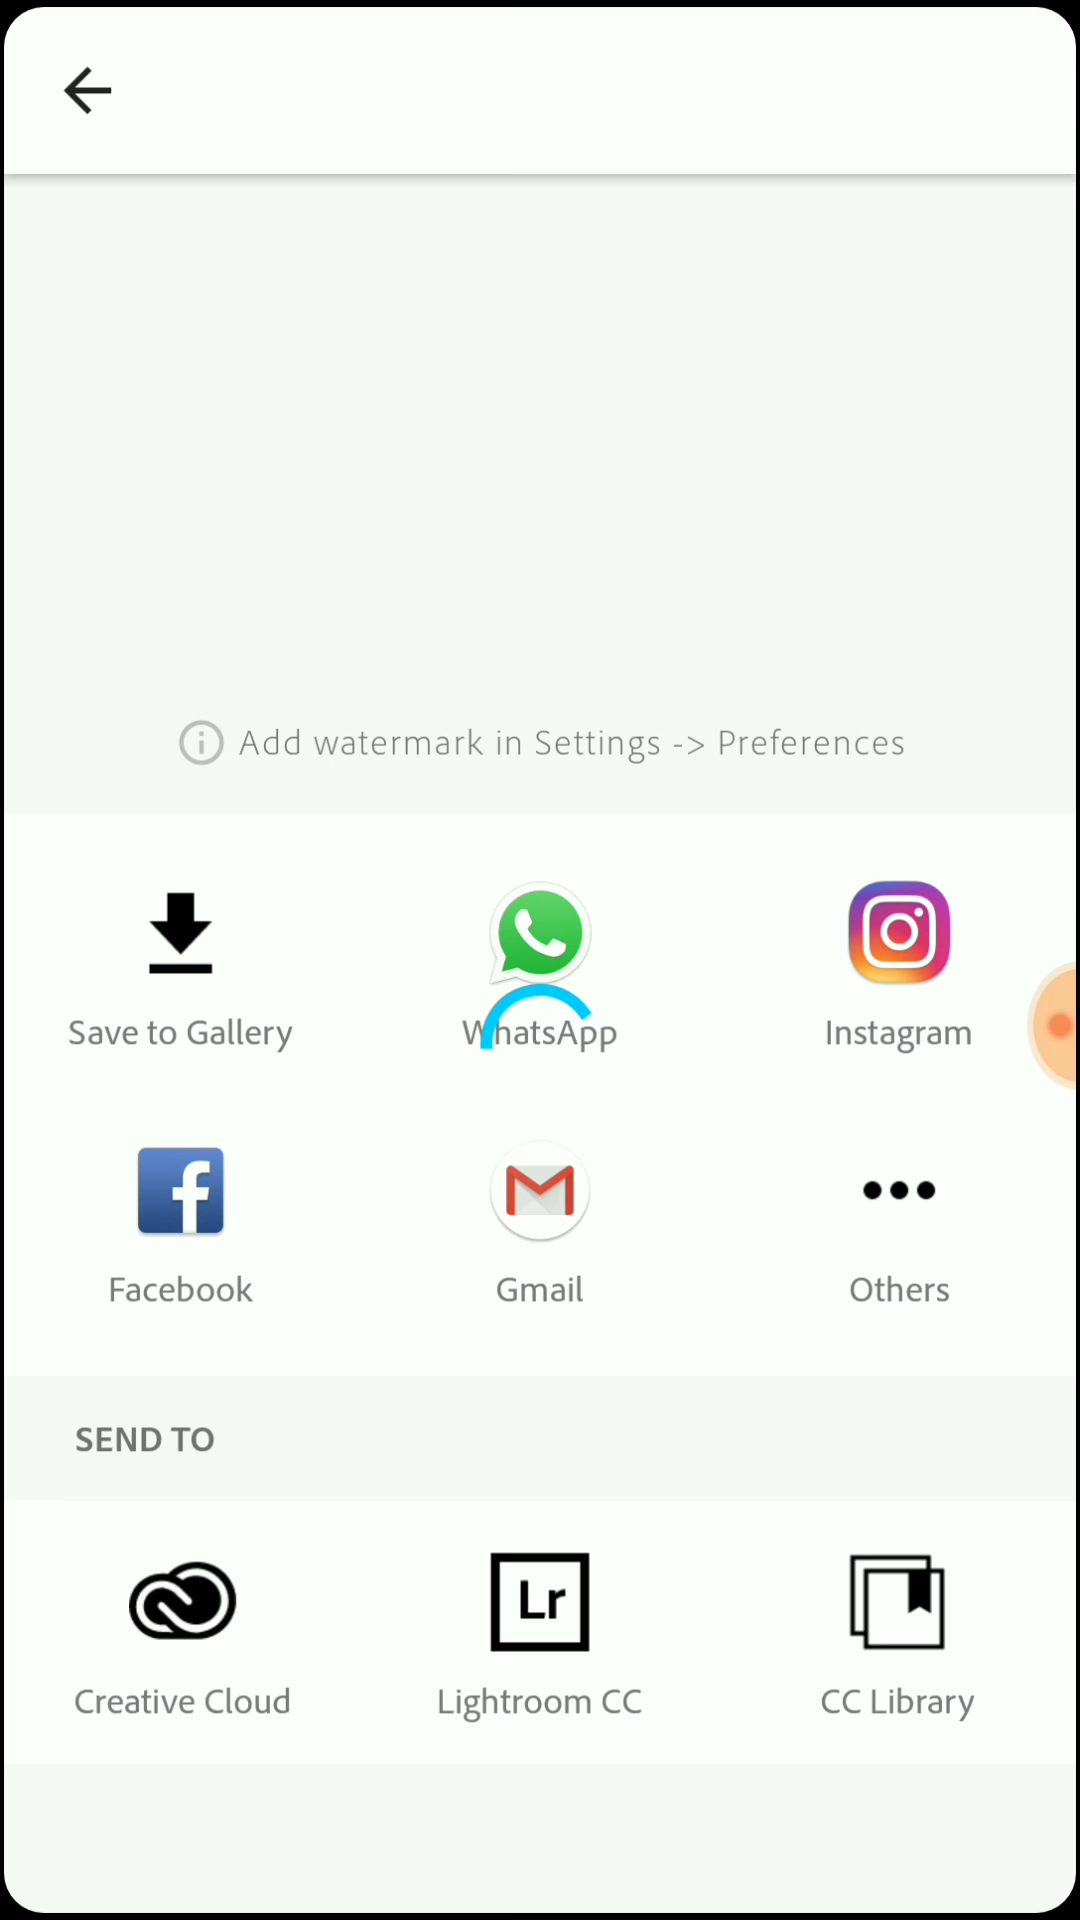 Add watermark in Settings -> Preferences
Save to Gallery
WhatsApp
Instagram
Facebook
Gmail
Others
SEND TO
Lr
Creative Cloud
Lightroom CC
CC Library